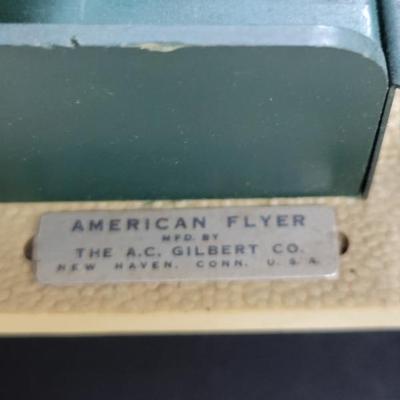 AMERICAN FLYER
MFD. BY
THE A.C. GILBERT CO.
NEW HAVEN, CONN. U.S.A.